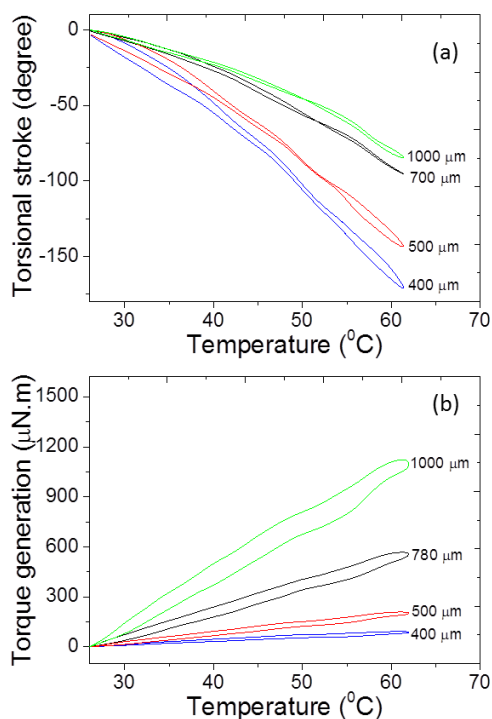 (a)
Torsional stroke (degree)
0
-50
-100
-150
1000 μm
700 μm
500 μm
400 μm
30 40 50 60 70
Temperature (⁰C)
(b)
Torque generation (μN.m)
1500
1200
900
600
300
0
1000 μm
780 μm
500 μm
400 μm
30 40 50 60 70
Temperature (⁰C)